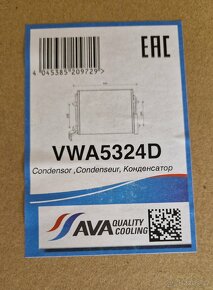 EAC
4 045385 209729 >
VWA5324D
Condensor ,Condenseur, Конденсатор
AVA QUALITY
COOLING